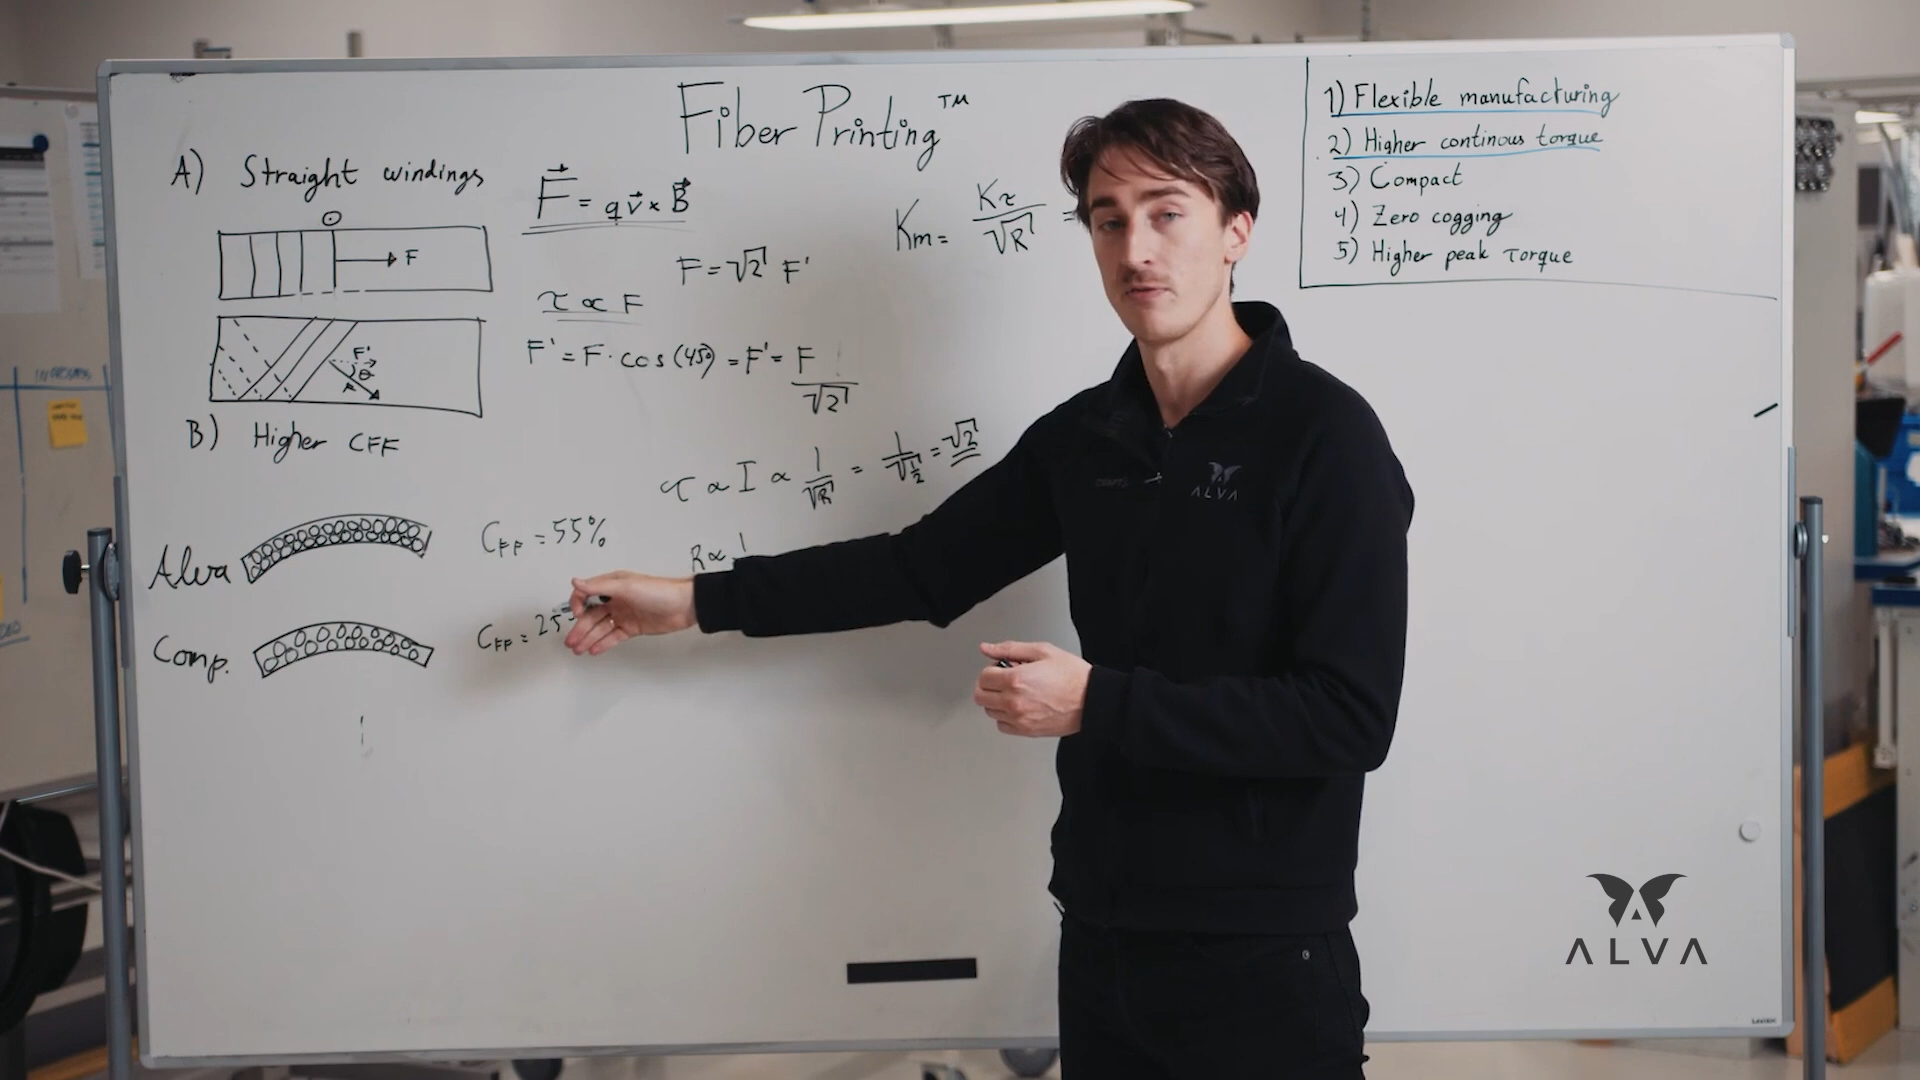 Fiber Printing™
A) Straight windings
F
F'
θ
F = qv × B
F = √2 F'
τ ∝ F
F' = F · cos(45°) = F' = F/√2
Km = Kτ/√R =
B) Higher CFF
τ ∝ I ∝ 1/√R = 1/√½ = √2
Alva
CFF = 55%
R ∝ 1
Comp.
CFF = 25
1) Flexible manufacturing
2) Higher continous torque
3) Compact
4) Zero cogging
5) Higher peak torque
IN PROGRESS
ALVA
ALVA